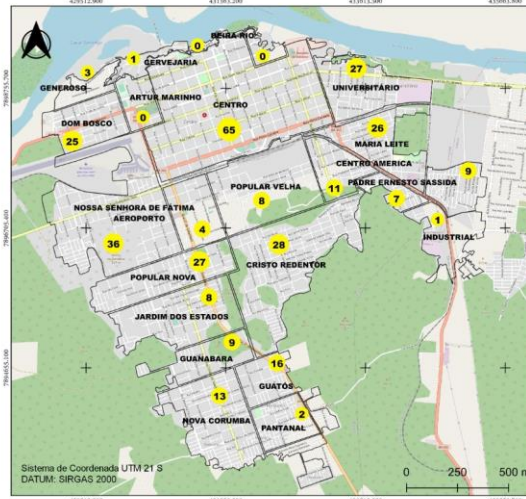 BEIRA RIO
0
1
CERVEJARIA
0
3
GENEROSO
27
UNIVERSITÁRIO
ARTUR MARINHO
CENTRO
0
DOM BOSCO
25
65
26
MARIA LEITE
CENTRO AMÉRICA
9
POPULAR VELHA
11
PADRE ERNESTO SASSIDA
7
8
NOSSA SENHORA DE FÁTIMA
AEROPORTO
1
4
INDUSTRIAL
36
28
CRISTO REDENTOR
27
POPULAR NOVA
8
JARDIM DOS ESTADOS
9
GUANABARA
16
GUATÓS
13
2
NOVA CORUMBÁ
PANTANAL
Sistema de Coordenada UTM 21 S
DATUM: SIRGAS 2000
0 250 500 m